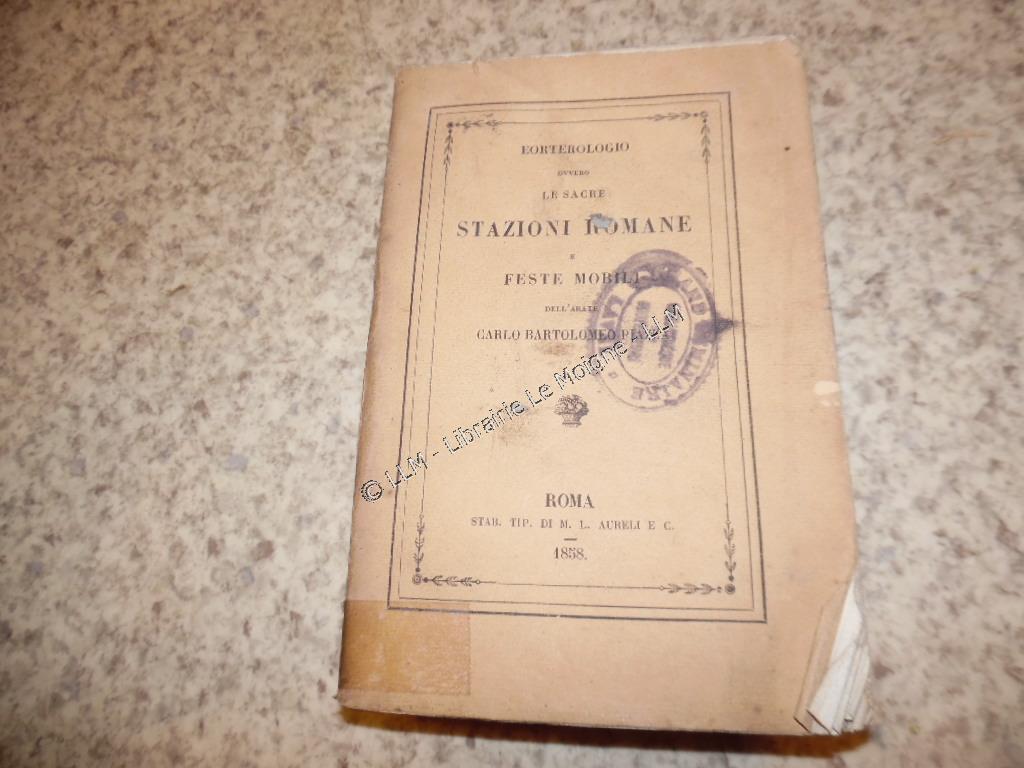 EORTEROLOGIO
OVVERO
LE SACRE
STAZIONI ROMANE
E
FESTE MOBILI
DELL'ABATE
CARLO BARTOLOMEO PIAZZA
ROMA
STAB. TIP. DI M. L. AURELI E C.
1858.
© LLM - Librairie Le Moigne - LLM